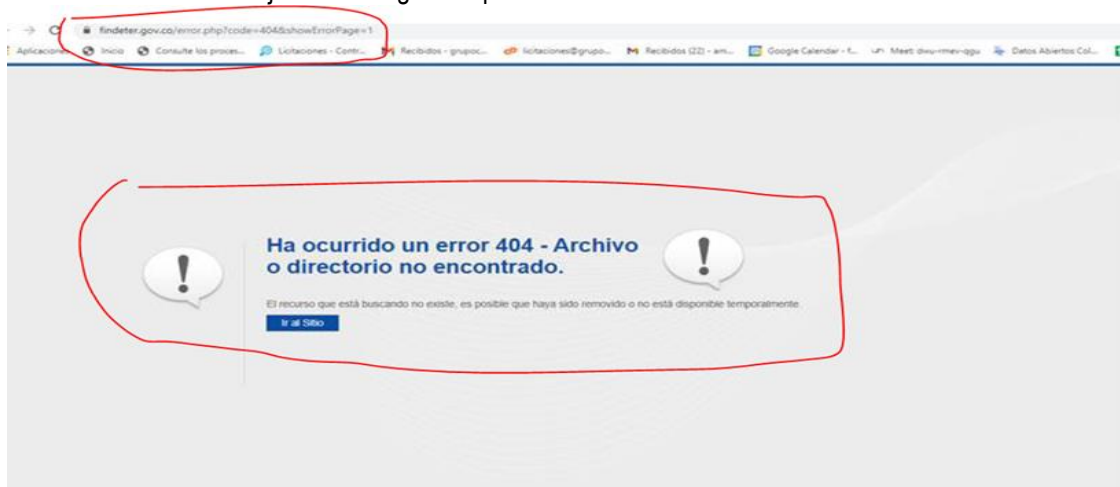 findeter.gov.co/error.php?code=404&showErrorPage=1
Aplicaciones Inicio Consulte los proces... Licitaciones - Contr... Recibidos - grupoc... licitaciones@grupo... Recibidos (22) - am... Google Calendar - f... Meet: dwu-rmev-qpu Datos Abiertos Col...
Ha ocurrido un error 404 - Archivo
o directorio no encontrado.
El recurso que está buscando no existe, es posible que haya sido removido o no está disponible temporalmente.
Ir al Sitio